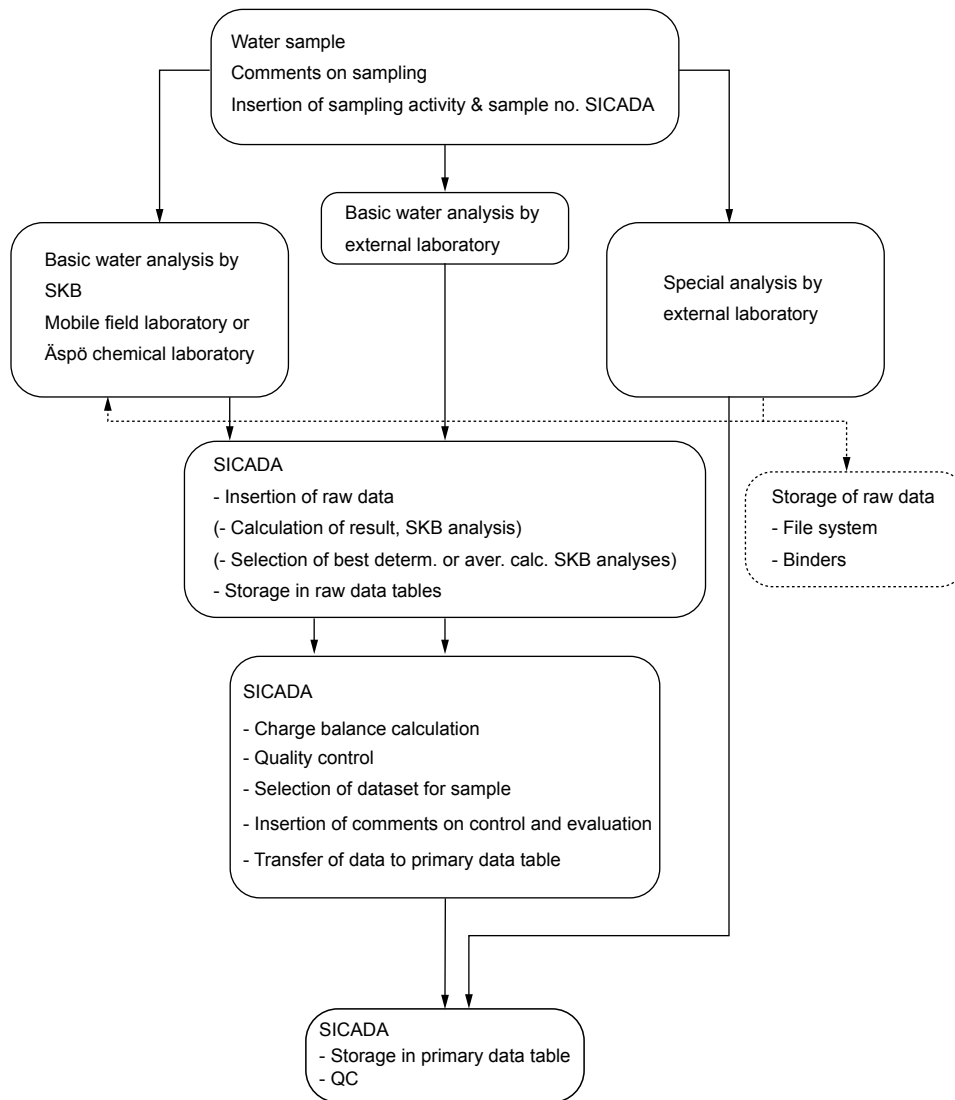 Water sample
Comments on sampling
Insertion of sampling activity & sample no. SICADA
Basic water analysis by
SKB
Mobile field laboratory or
Äspö chemical laboratory
Basic water analysis by
external laboratory
Special analysis by
external laboratory
SICADA
- Insertion of raw data
(- Calculation of result, SKB analysis)
(- Selection of best determ. or aver. calc. SKB analyses)
- Storage in raw data tables
Storage of raw data
- File system
- Binders
SICADA
- Charge balance calculation
- Quality control
- Selection of dataset for sample
- Insertion of comments on control and evaluation
- Transfer of data to primary data table
SICADA
- Storage in primary data table
- QC